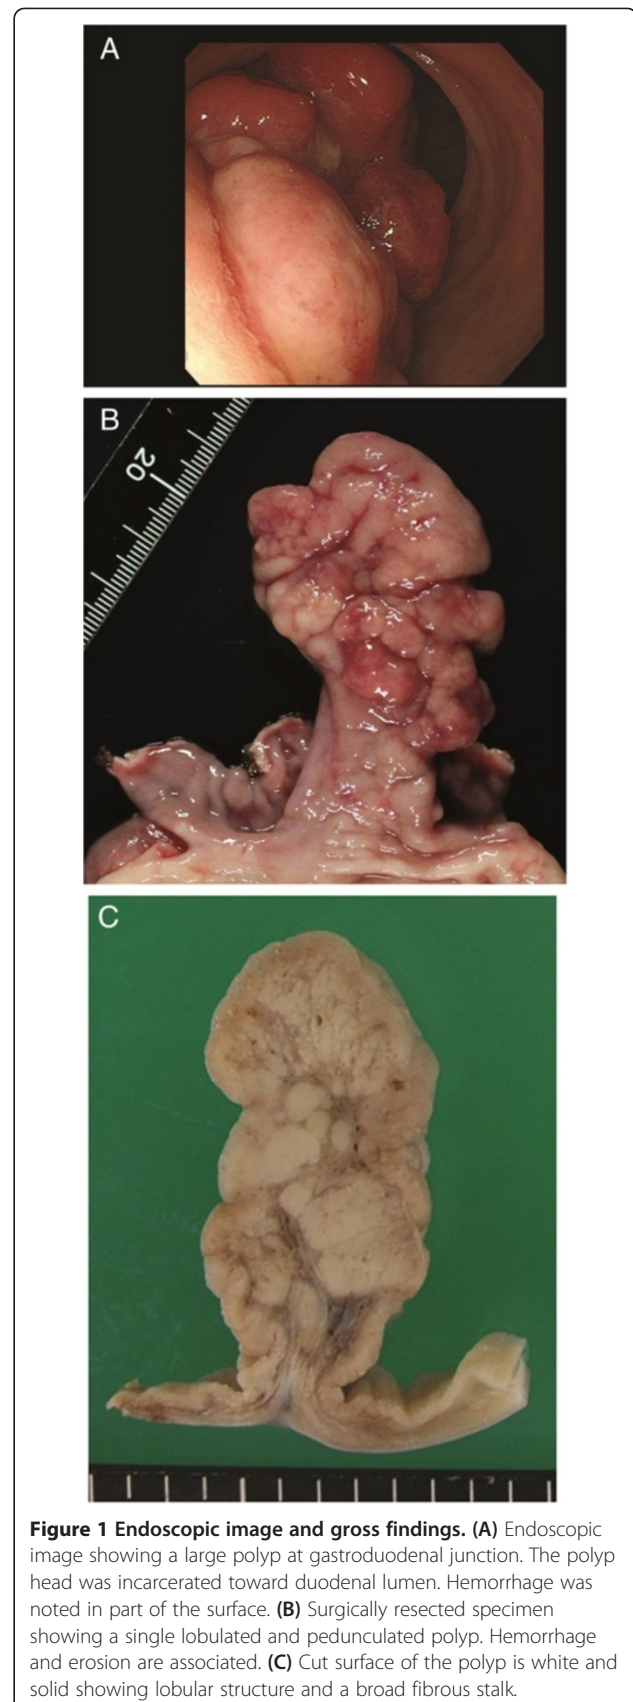 A
B
20
C
Figure 1 Endoscopic image and gross findings. (A) Endoscopic
image showing a large polyp at gastroduodenal junction. The polyp
head was incarcerated toward duodenal lumen. Hemorrhage was
noted in part of the surface. (B) Surgically resected specimen
showing a single lobulated and pedunculated polyp. Hemorrhage
and erosion are associated. (C) Cut surface of the polyp is white and
solid showing lobular structure and a broad fibrous stalk.